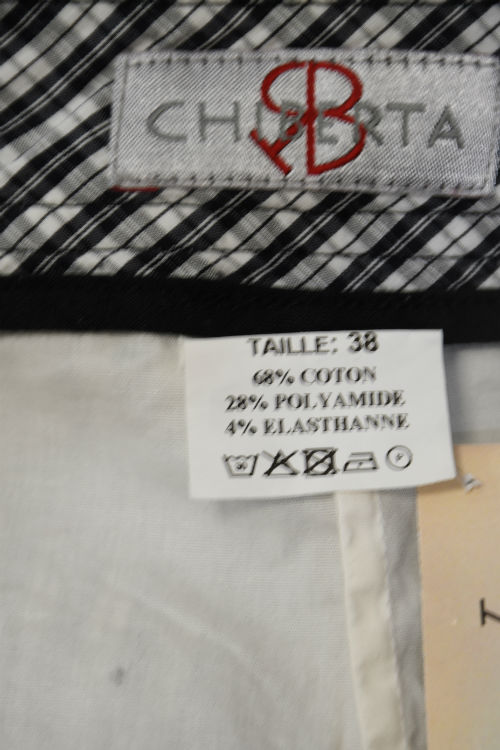 CHIBERTA
TAILLE: 38
68% COTON
28% POLYAMIDE
4% ELASTHANNE